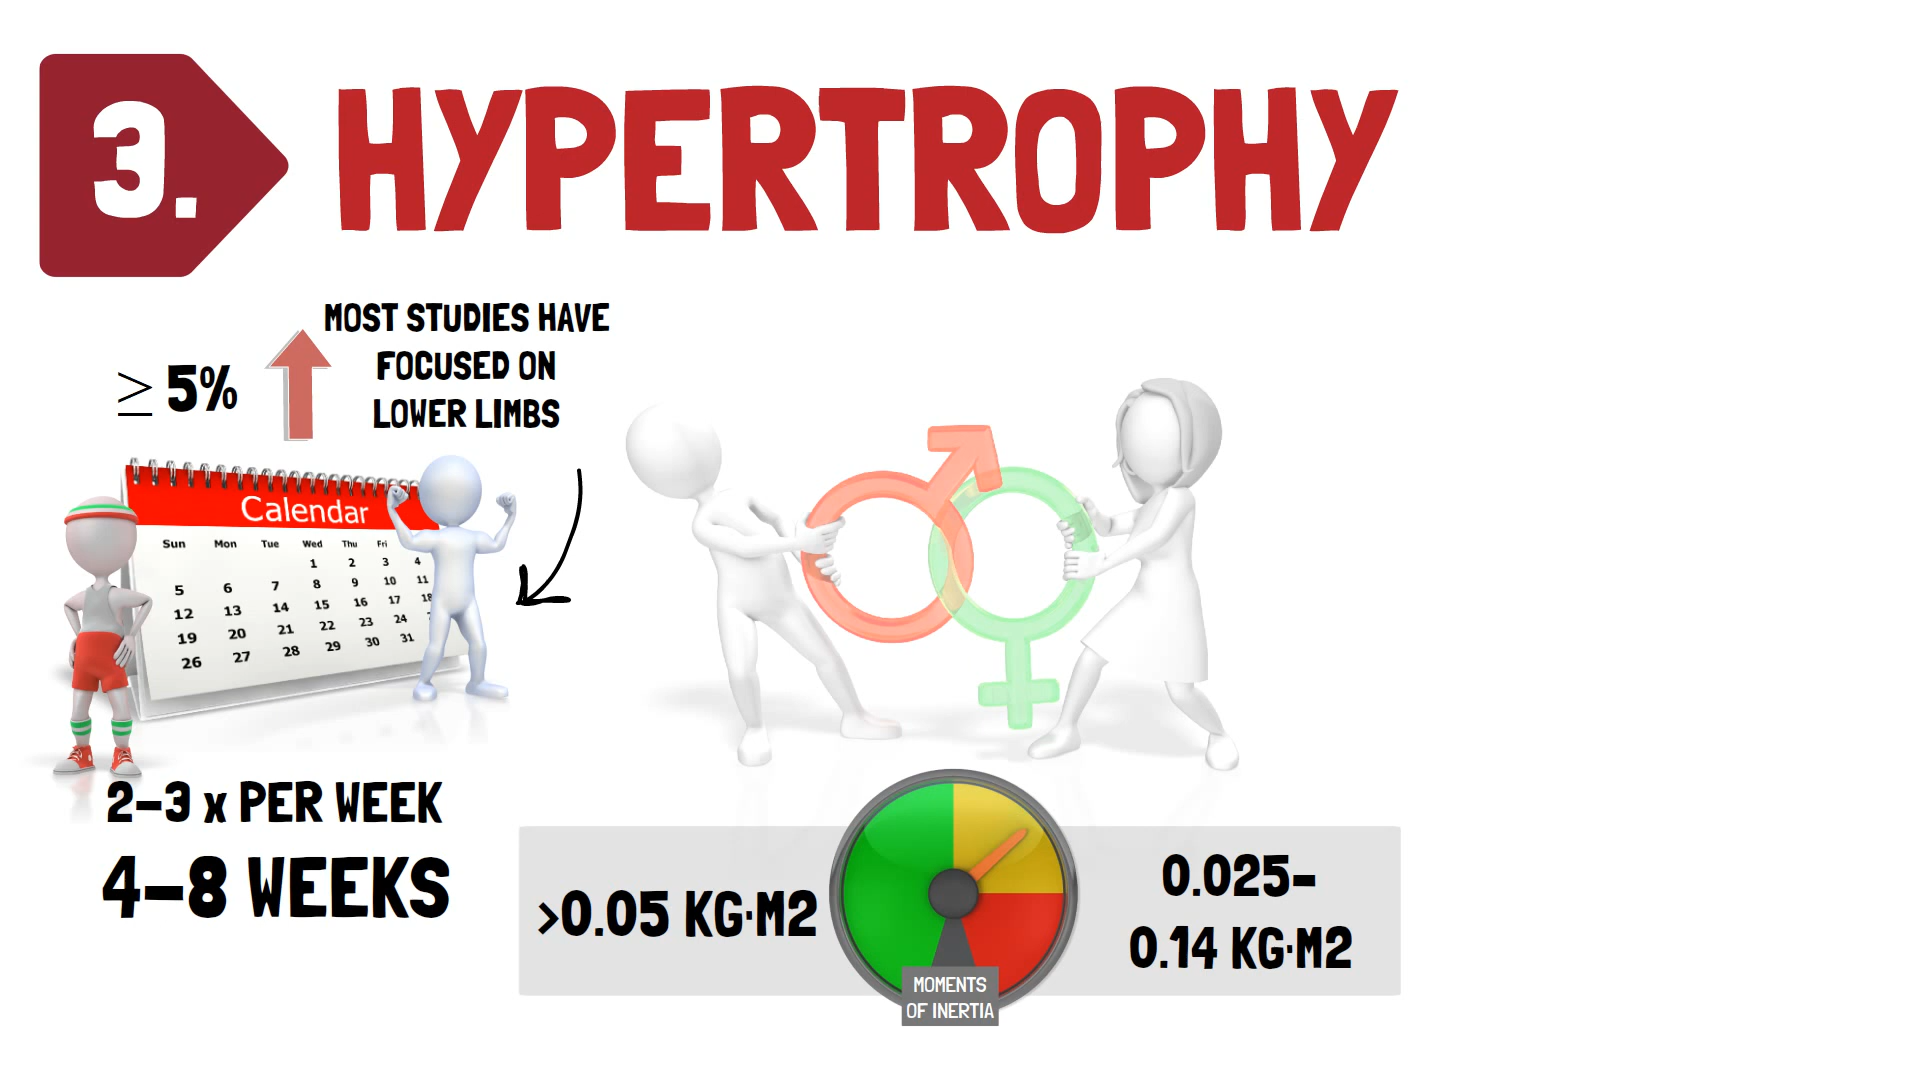 3.
HYPERTROPHY
MOST STUDIES HAVE
FOCUSED ON
LOWER LIMBS
≥ 5%
Calendar
Sun Mon Tue Wed Thu Fri
1 2 3 4
5 6 7 8 9 10 11
12 13 14 15 16 17 18
19 20 21 22 23 24
26 27 28 29 30 31
2-3 x PER WEEK
4-8 WEEKS
>0.05 KG·M2
0.025-
0.14 KG·M2
MOMENTS
OF INERTIA